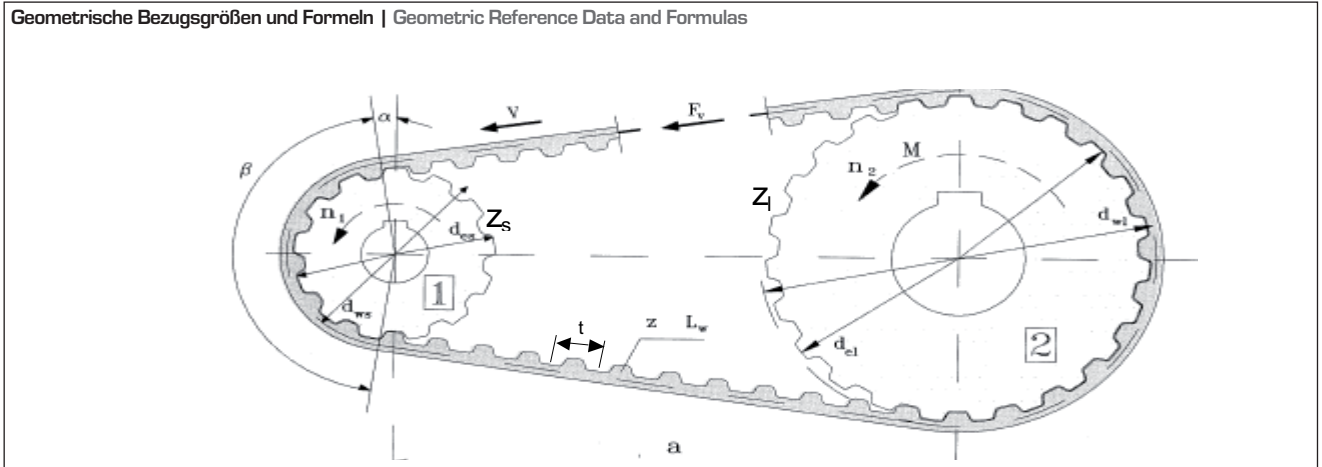 Geometrische Bezugsgrößen und Formeln | Geometric Reference Data and Formulas
α
V
F_v
β
M
n_2
n_1
Z_s
Z_l
d_es
d_wl
1
d_ws
t
z L_w
d_el
2
a